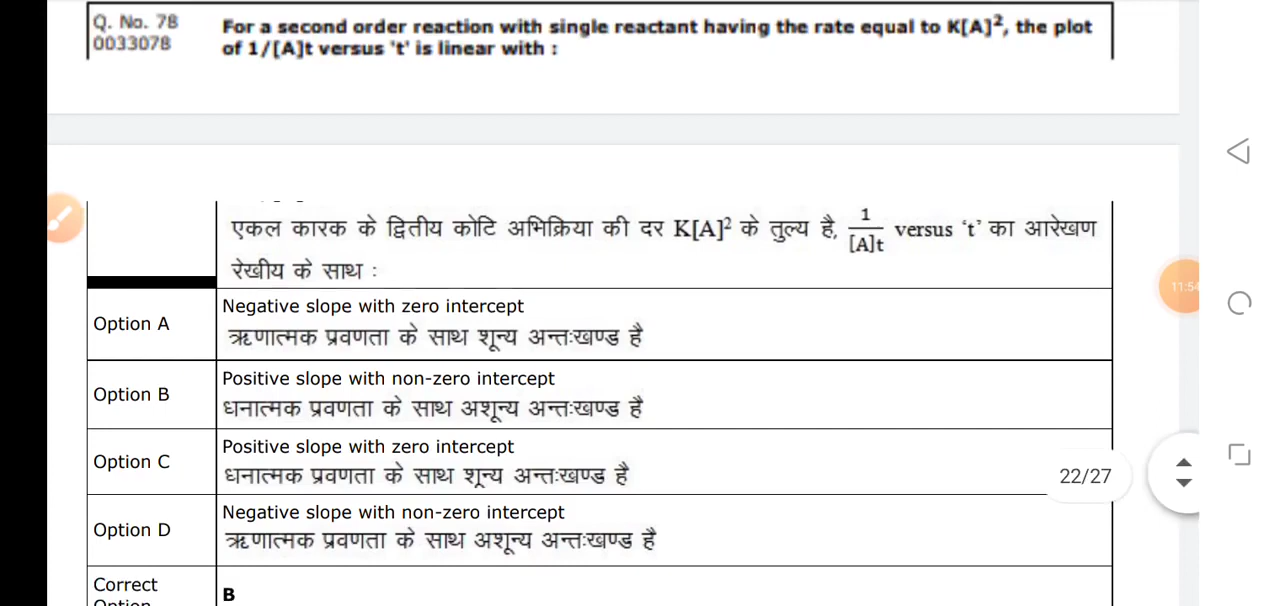 Q. No. 78
0033078
For a second order reaction with single reactant having the rate equal to K[A]², the plot
of 1/[A]t versus 't' is linear with :
एकल कारक के द्वितीय कोटि अभिक्रिया की दर K[A]² के तुल्य है, 1/[A]t versus ‘t’ का आरेखण
रेखीय के साथ :
Option A
Negative slope with zero intercept
ऋणात्मक प्रवणता के साथ शून्य अन्तःखण्ड है
Option B
Positive slope with non-zero intercept
धनात्मक प्रवणता के साथ अशून्य अन्तःखण्ड है
Option C
Positive slope with zero intercept
धनात्मक प्रवणता के साथ शून्य अन्तःखण्ड है
Option D
Negative slope with non-zero intercept
ऋणात्मक प्रवणता के साथ अशून्य अन्तःखण्ड है
Correct
Option
B
11:54
22/27